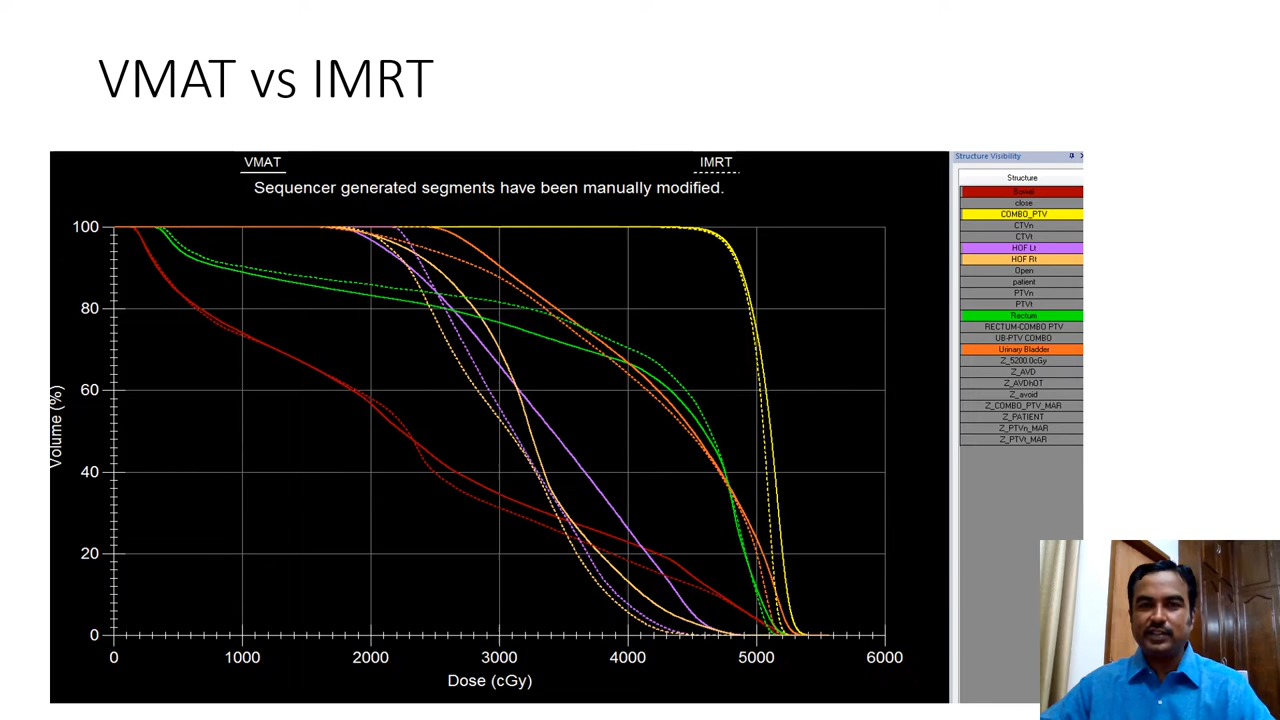 VMAT vs IMRT
VMAT
IMRT
Sequencer generated segments have been manually modified.
Structure Visibility
Structure
Bowel
close
COMBO_PTV
CTVn
CTVt
HOF Lt
HOF Rt
Open
patient
PTVn
PTVt
Rectum
RECTUM-COMBO PTV
UB-PTV COMBO
Urinary Bladder
Z_5200.0cGy
Z_AVD
Z_AVDhOT
Z_avoid
Z_COMBO_PTV_MAR
Z_PATIENT
Z_PTVn_MAR
Z_PTVt_MAR
Volume (%)
100
80
60
40
20
0
0 1000 2000 3000 4000 5000 6000
Dose (cGy)